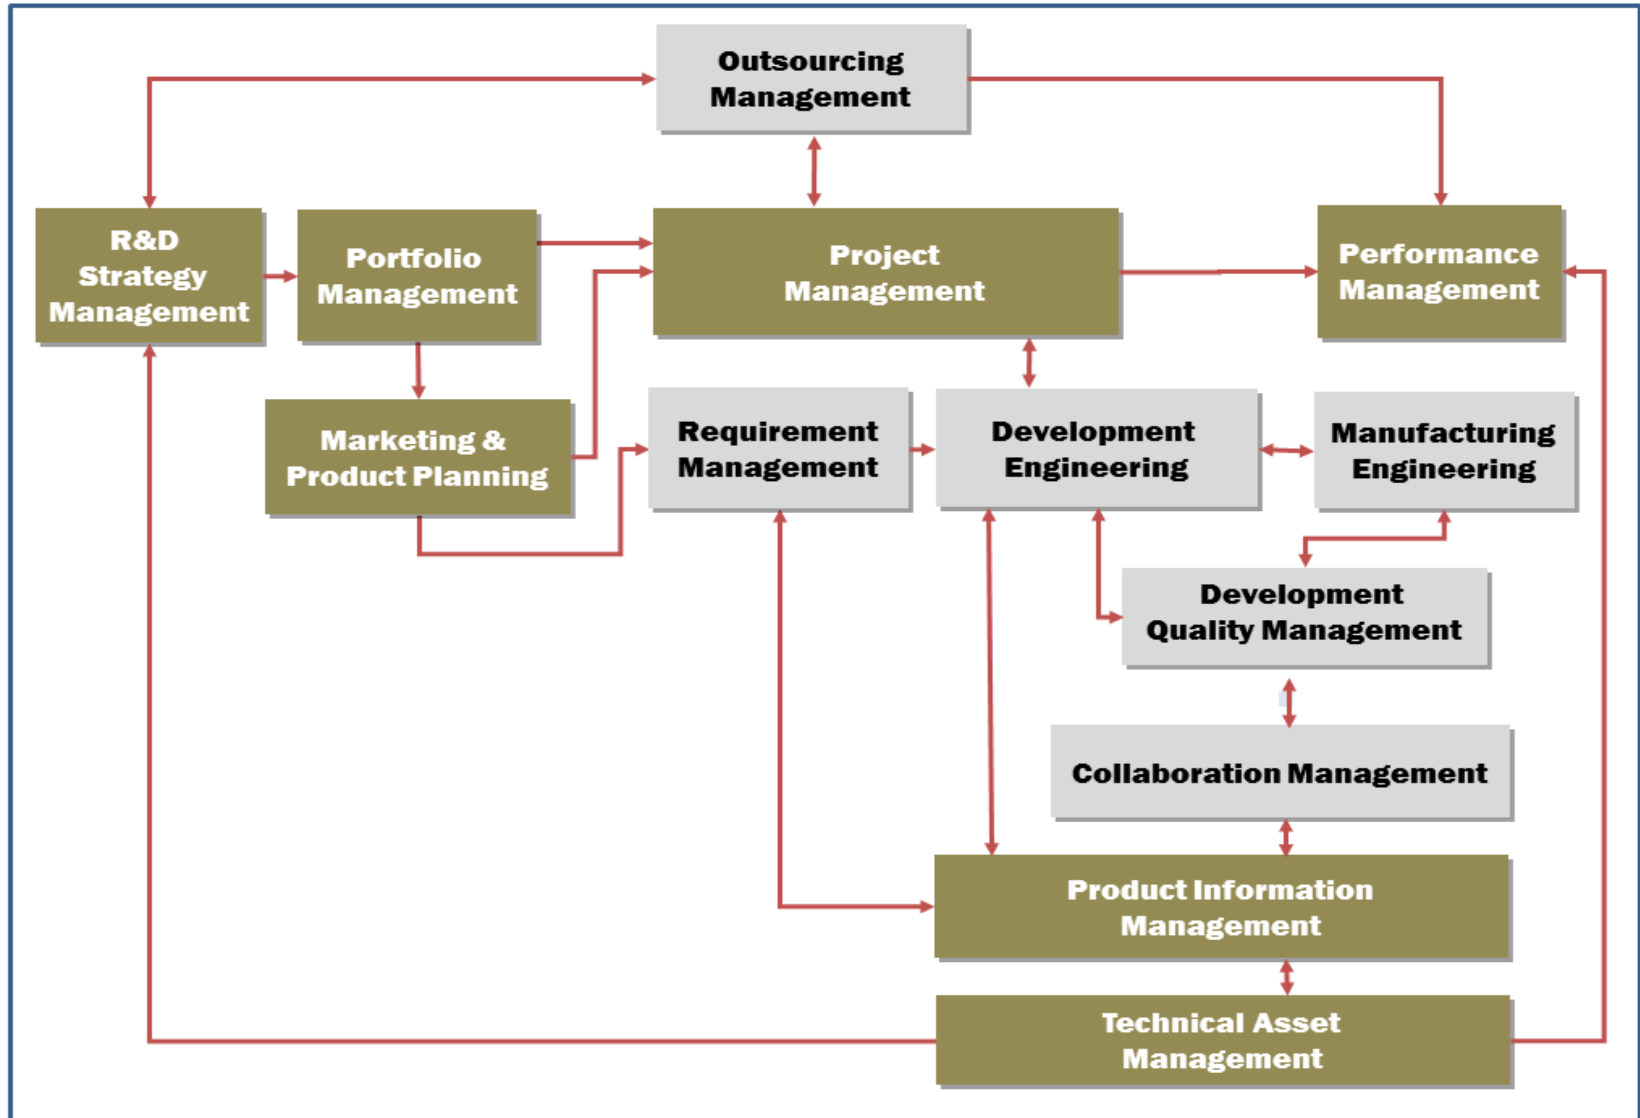 Outsourcing
Management
R&D
Strategy
Management
Portfolio
Management
Project
Management
Performance
Management
Marketing &
Product Planning
Requirement
Management
Development
Engineering
Manufacturing
Engineering
Development
Quality Management
Collaboration Management
Product Information
Management
Technical Asset
Management